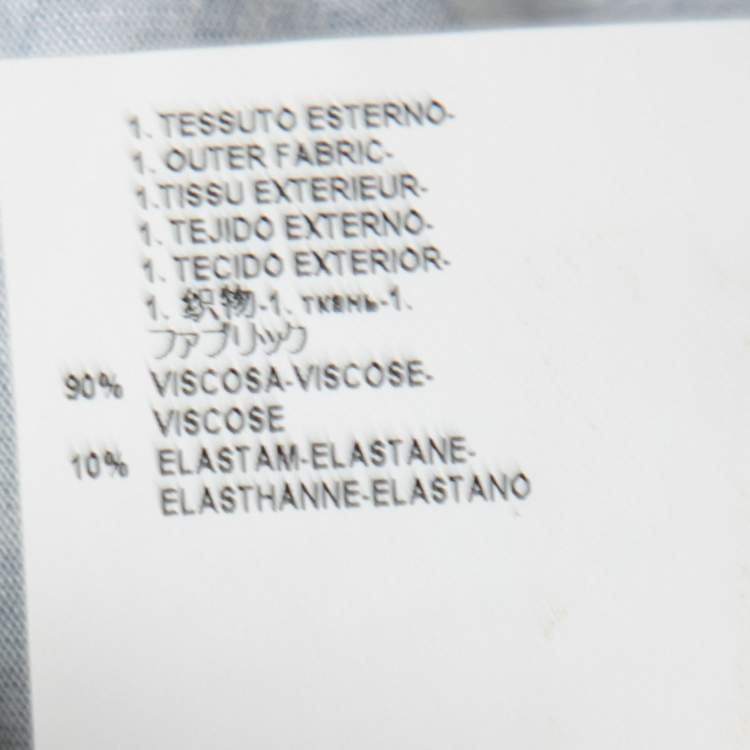 1. TESSUTO ESTERNO-
1. OUTER FABRIC-
1.TISSU EXTERIEUR-
1. TEJIDO EXTERNO-
1. TECIDO EXTERIOR-
1. 织物-1. ткань-1.
ファブリック
90% VISCOSA-VISCOSE-
VISCOSE
10% ELASTAM-ELASTANE-
ELASTHANNE-ELASTANO